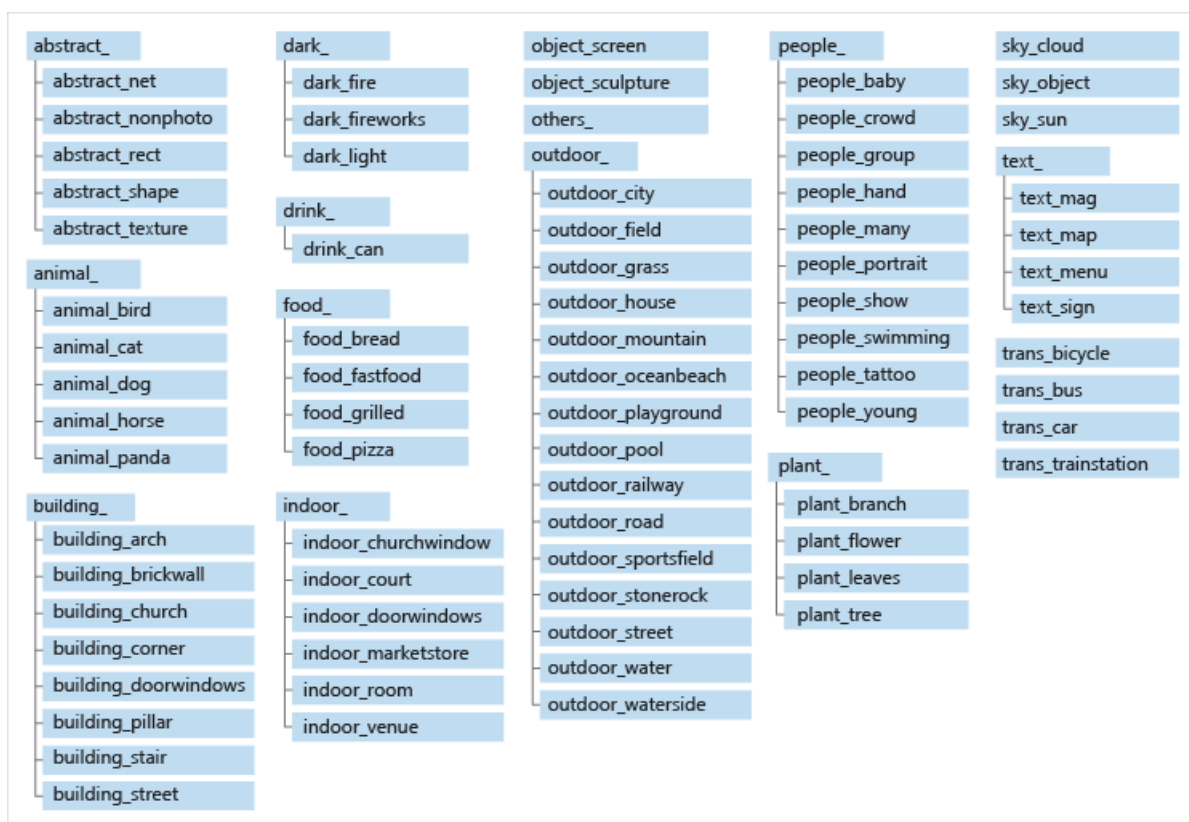 abstract_
abstract_net
abstract_nonphoto
abstract_rect
abstract_shape
abstract_texture
animal_
animal_bird
animal_cat
animal_dog
animal_horse
animal_panda
building_
building_arch
building_brickwall
building_church
building_corner
building_doorwindows
building_pillar
building_stair
building_street
dark_
dark_fire
dark_fireworks
dark_light
drink_
drink_can
food_
food_bread
food_fastfood
food_grilled
food_pizza
indoor_
indoor_churchwindow
indoor_court
indoor_doorwindows
indoor_marketstore
indoor_room
indoor_venue
object_screen
object_sculpture
others_
outdoor_
outdoor_city
outdoor_field
outdoor_grass
outdoor_house
outdoor_mountain
outdoor_oceanbeach
outdoor_playground
outdoor_pool
outdoor_railway
outdoor_road
outdoor_sportsfield
outdoor_stonerock
outdoor_street
outdoor_water
outdoor_waterside
people_
people_baby
people_crowd
people_group
people_hand
people_many
people_portrait
people_show
people_swimming
people_tattoo
people_young
plant_
plant_branch
plant_flower
plant_leaves
plant_tree
sky_cloud
sky_object
sky_sun
text_
text_mag
text_map
text_menu
text_sign
trans_bicycle
trans_bus
trans_car
trans_trainstation